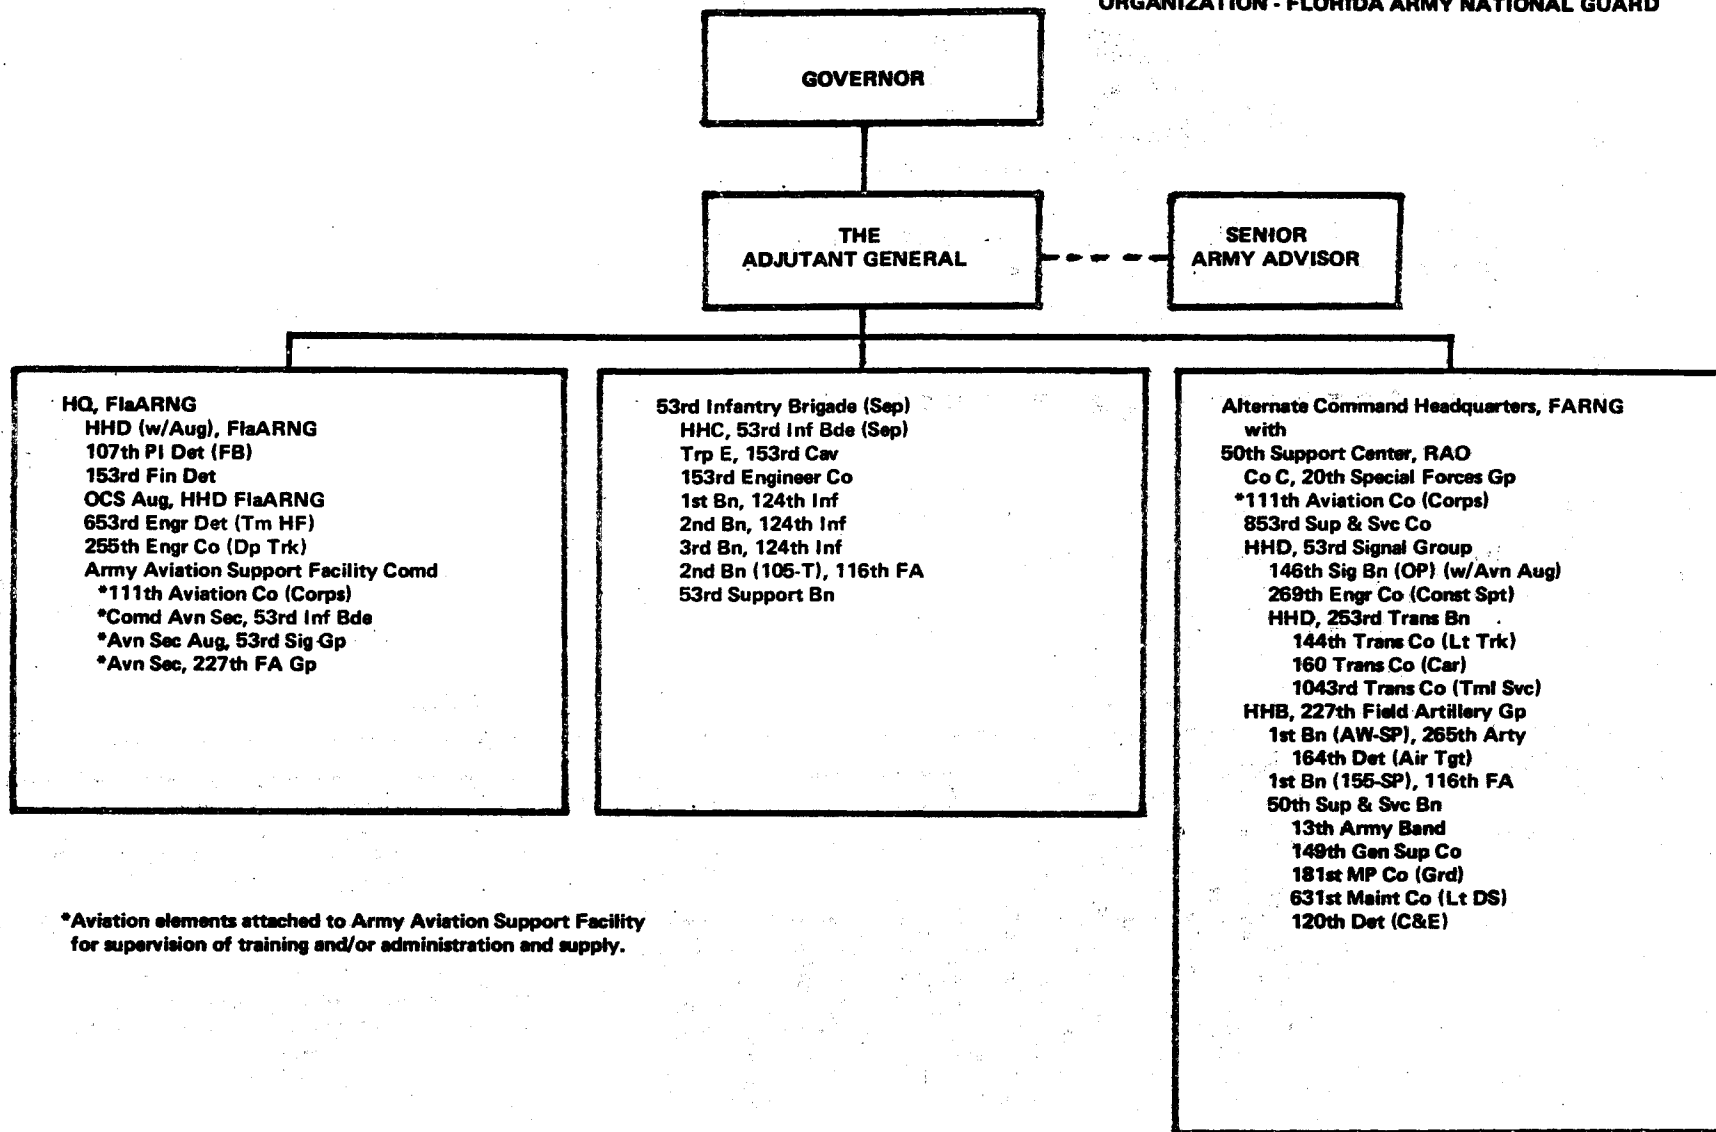 ORGANIZATION - FLORIDA ARMY NATIONAL GUARD
GOVERNOR
THE
ADJUTANT GENERAL
SENIOR
ARMY ADVISOR
HQ, FlaARNG
HHD (w/Aug), FlaARNG
107th PI Det (FB)
153rd Fin Det
OCS Aug, HHD FlaARNG
653rd Engr Det (Tm HF)
255th Engr Co (Dp Trk)
Army Aviation Support Facility Comd
*111th Aviation Co (Corps)
*Comd Avn Sec, 53rd Inf Bde
*Avn Sec Aug, 53rd Sig Gp
*Avn Sec, 227th FA Gp
53rd Infantry Brigade (Sep)
HHC, 53rd Inf Bde (Sep)
Trp E, 153rd Cav
153rd Engineer Co
1st Bn, 124th Inf
2nd Bn, 124th Inf
3rd Bn, 124th Inf
2nd Bn (105-T), 116th FA
53rd Support Bn
Alternate Command Headquarters, FARNG
with
50th Support Center, RAO
Co C, 20th Special Forces Gp
*111th Aviation Co (Corps)
853rd Sup & Svc Co
HHD, 53rd Signal Group
146th Sig Bn (OP) (w/Avn Aug)
269th Engr Co (Const Spt)
HHD, 253rd Trans Bn
144th Trans Co (Lt Trk)
160 Trans Co (Car)
1043rd Trans Co (Tml Svc)
HHB, 227th Field Artillery Gp
1st Bn (AW-SP), 265th Arty
164th Det (Air Tgt)
1st Bn (155-SP), 116th FA
50th Sup & Svc Bn
13th Army Band
149th Gen Sup Co
181st MP Co (Grd)
631st Maint Co (Lt DS)
120th Det (C&E)
*Aviation elements attached to Army Aviation Support Facility
for supervision of training and/or administration and supply.